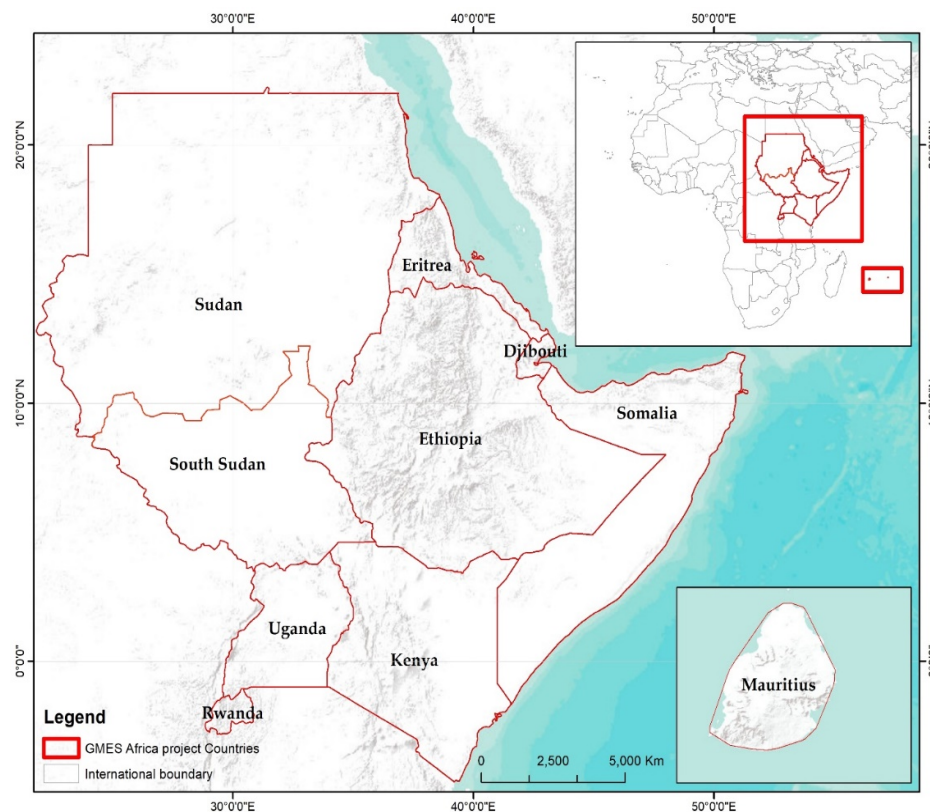 30°0'0"E 40°0'0"E 50°0'0"E
20°0'0"N
Eritrea
Sudan
Djibouti
10°0'0"N
Somalia
Ethiopia
South Sudan
Uganda
Kenya
0°0'0"
Mauritius
Rwanda
Legend
GMES Africa project Countries
International boundary
0 2,500 5,000 Km
30°0'0"E 40°0'0"E 50°0'0"E